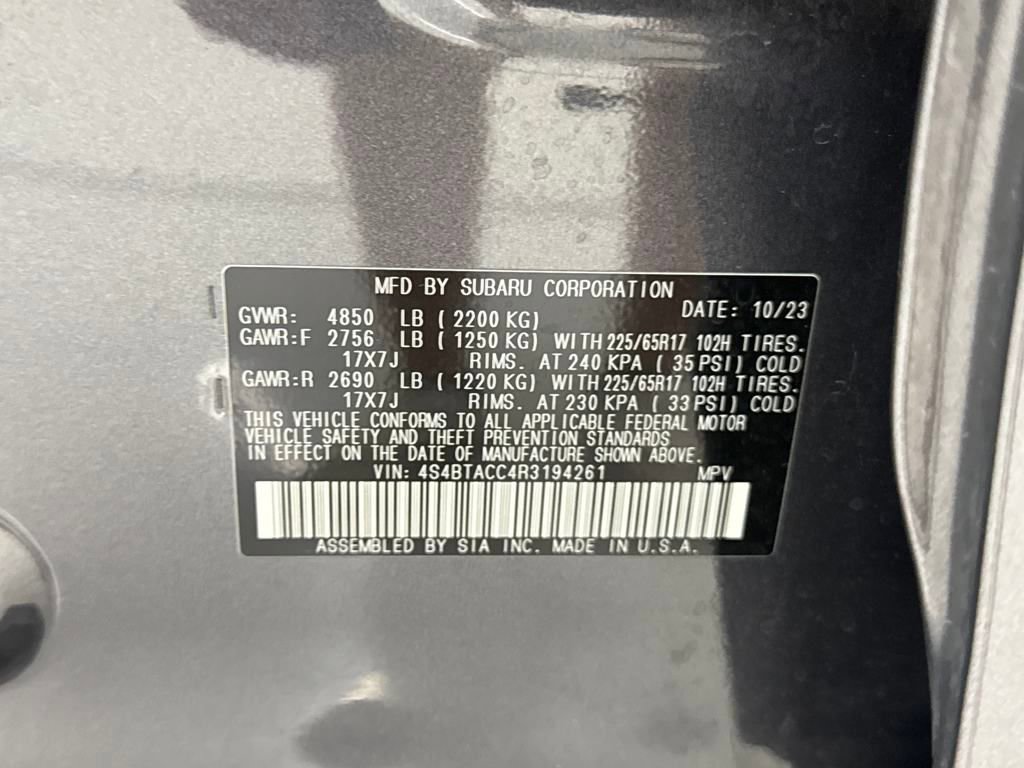 MFD BY SUBARU CORPORATION
DATE: 10/23
GVWR: 4850 LB ( 2200 KG)
GAWR:F 2756 LB ( 1250 KG) WITH 225/65R17 102H TIRES.
17X7J RIMS. AT 240 KPA ( 35 PSI) COLD
GAWR:R 2690 LB ( 1220 KG) WITH 225/65R17 102H TIRES.
17X7J RIMS. AT 230 KPA ( 33 PSI) COLD
THIS VEHICLE CONFORMS TO ALL APPLICABLE FEDERAL MOTOR
VEHICLE SAFETY AND THEFT PREVENTION STANDARDS
IN EFFECT ON THE DATE OF MANUFACTURE SHOWN ABOVE.
VIN: 4S4BTACC4R3194261 MPV
ASSEMBLED BY SIA INC. MADE IN U.S.A.